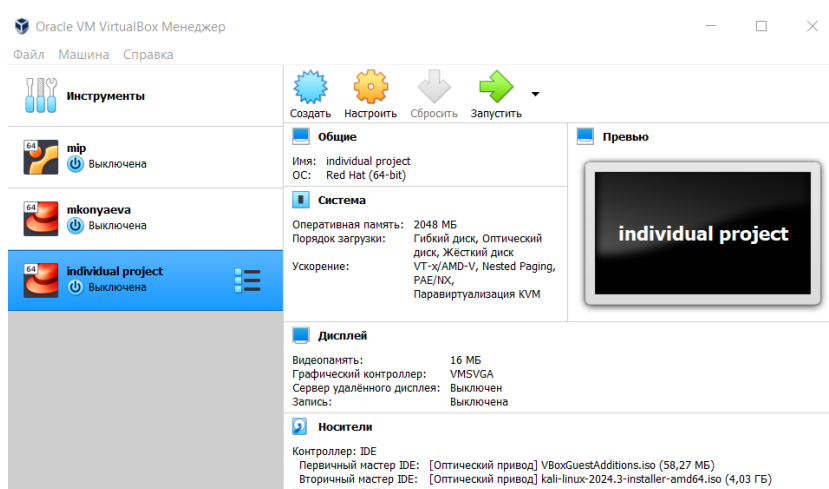 Oracle VM VirtualBox Менеджер
Файл Машина Справка
Инструменты
64
mip
Выключена
64
mkonyaeva
Выключена
64
individual project
Выключена
Создать Настроить Сбросить Запустить
Общие
Имя: individual project
ОС: Red Hat (64-bit)
Система
Оперативная память: 2048 МБ
Порядок загрузки: Гибкий диск, Оптический
диск, Жёсткий диск
Ускорение: VT-x/AMD-V, Nested Paging,
PAE/NX,
Паравиртуализация KVM
Превью
individual project
Дисплей
Видеопамять: 16 МБ
Графический контроллер: VMSVGA
Сервер удалённого дисплея: Выключен
Запись: Выключена
Носители
Контроллер: IDE
Первичный мастер IDE: [Оптический привод] VBoxGuestAdditions.iso (58,27 МБ)
Вторичный мастер IDE: [Оптический привод] kali-linux-2024.3-installer-amd64.iso (4,03 ГБ)